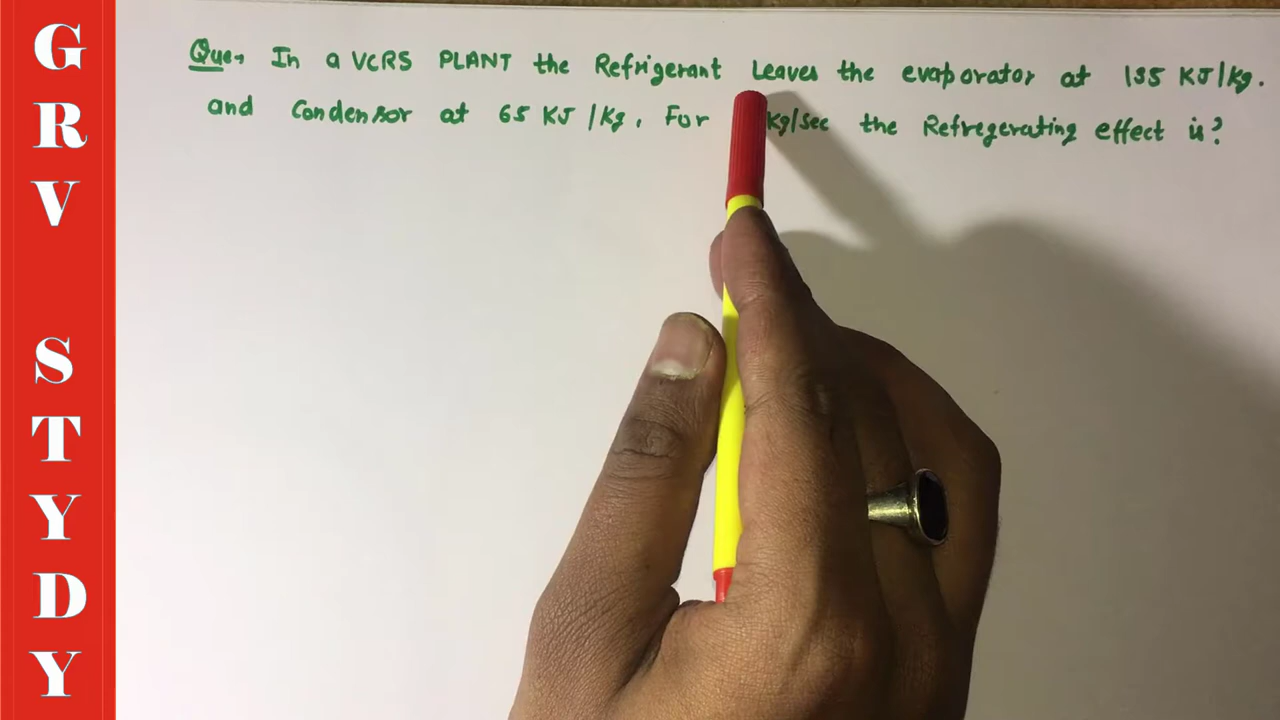 GRV STYDY
Que, In a VCRS PLANT the Refrigerant Leaves the evaporator at 195 KJ/kg.
and Condensor at 65 KJ/kg. For kg/sec the Refregerating effect is?